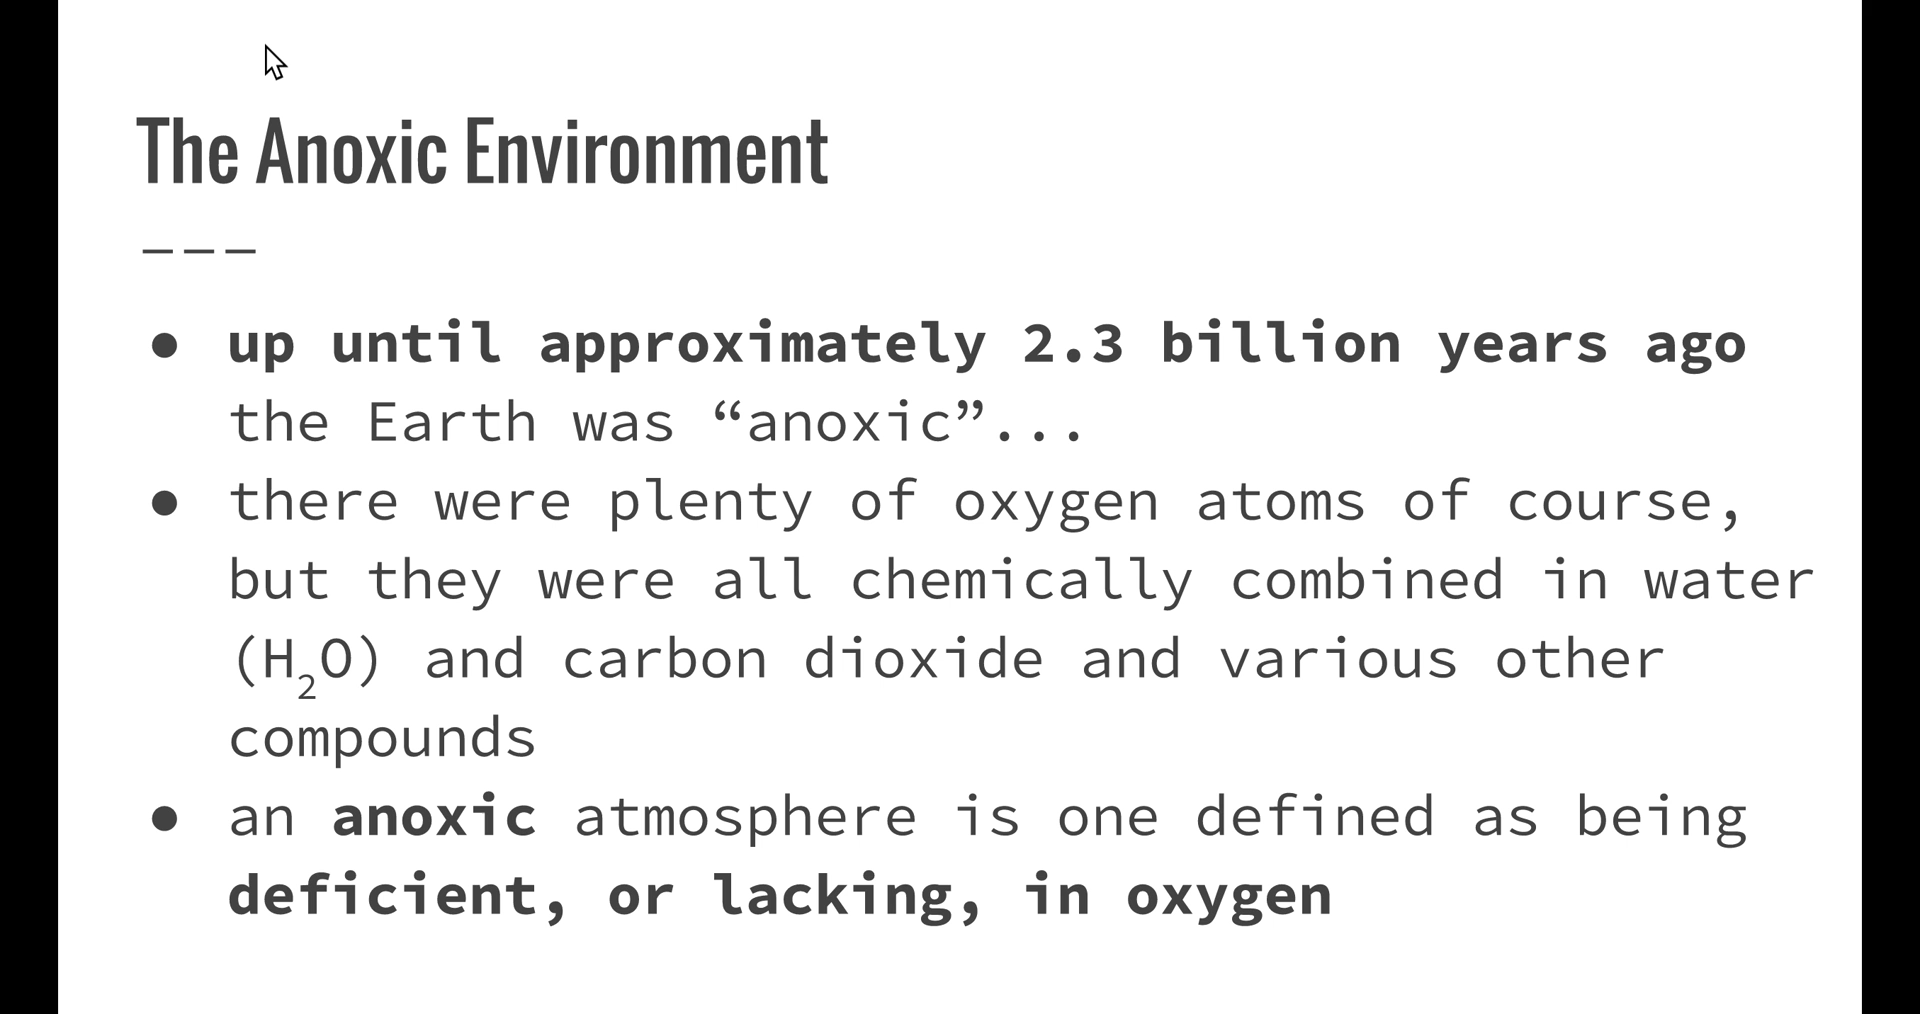 The Anoxic Environment
———
● up until approximately 2.3 billion years ago
the Earth was “anoxic”...
● there were plenty of oxygen atoms of course,
but they were all chemically combined in water
(H₂O) and carbon dioxide and various other
compounds
● an anoxic atmosphere is one defined as being
deficient, or lacking, in oxygen